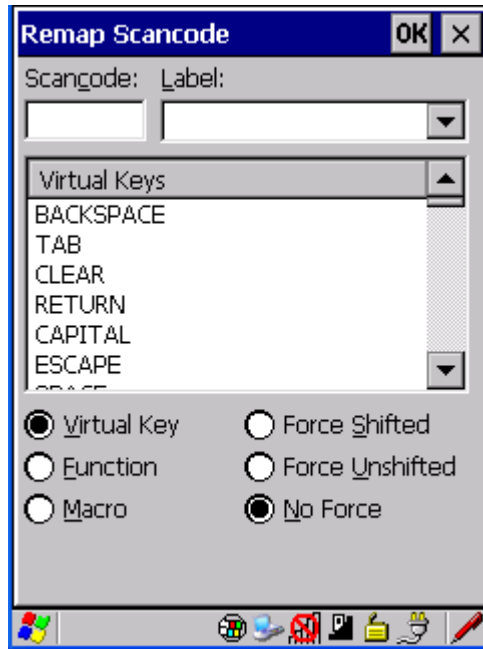 Remap Scancode OK
Scancode: Label:
Virtual Keys
BACKSPACE
TAB
CLEAR
RETURN
CAPITAL
ESCAPE
Virtual Key Force Shifted
Function Force Unshifted
Macro No Force